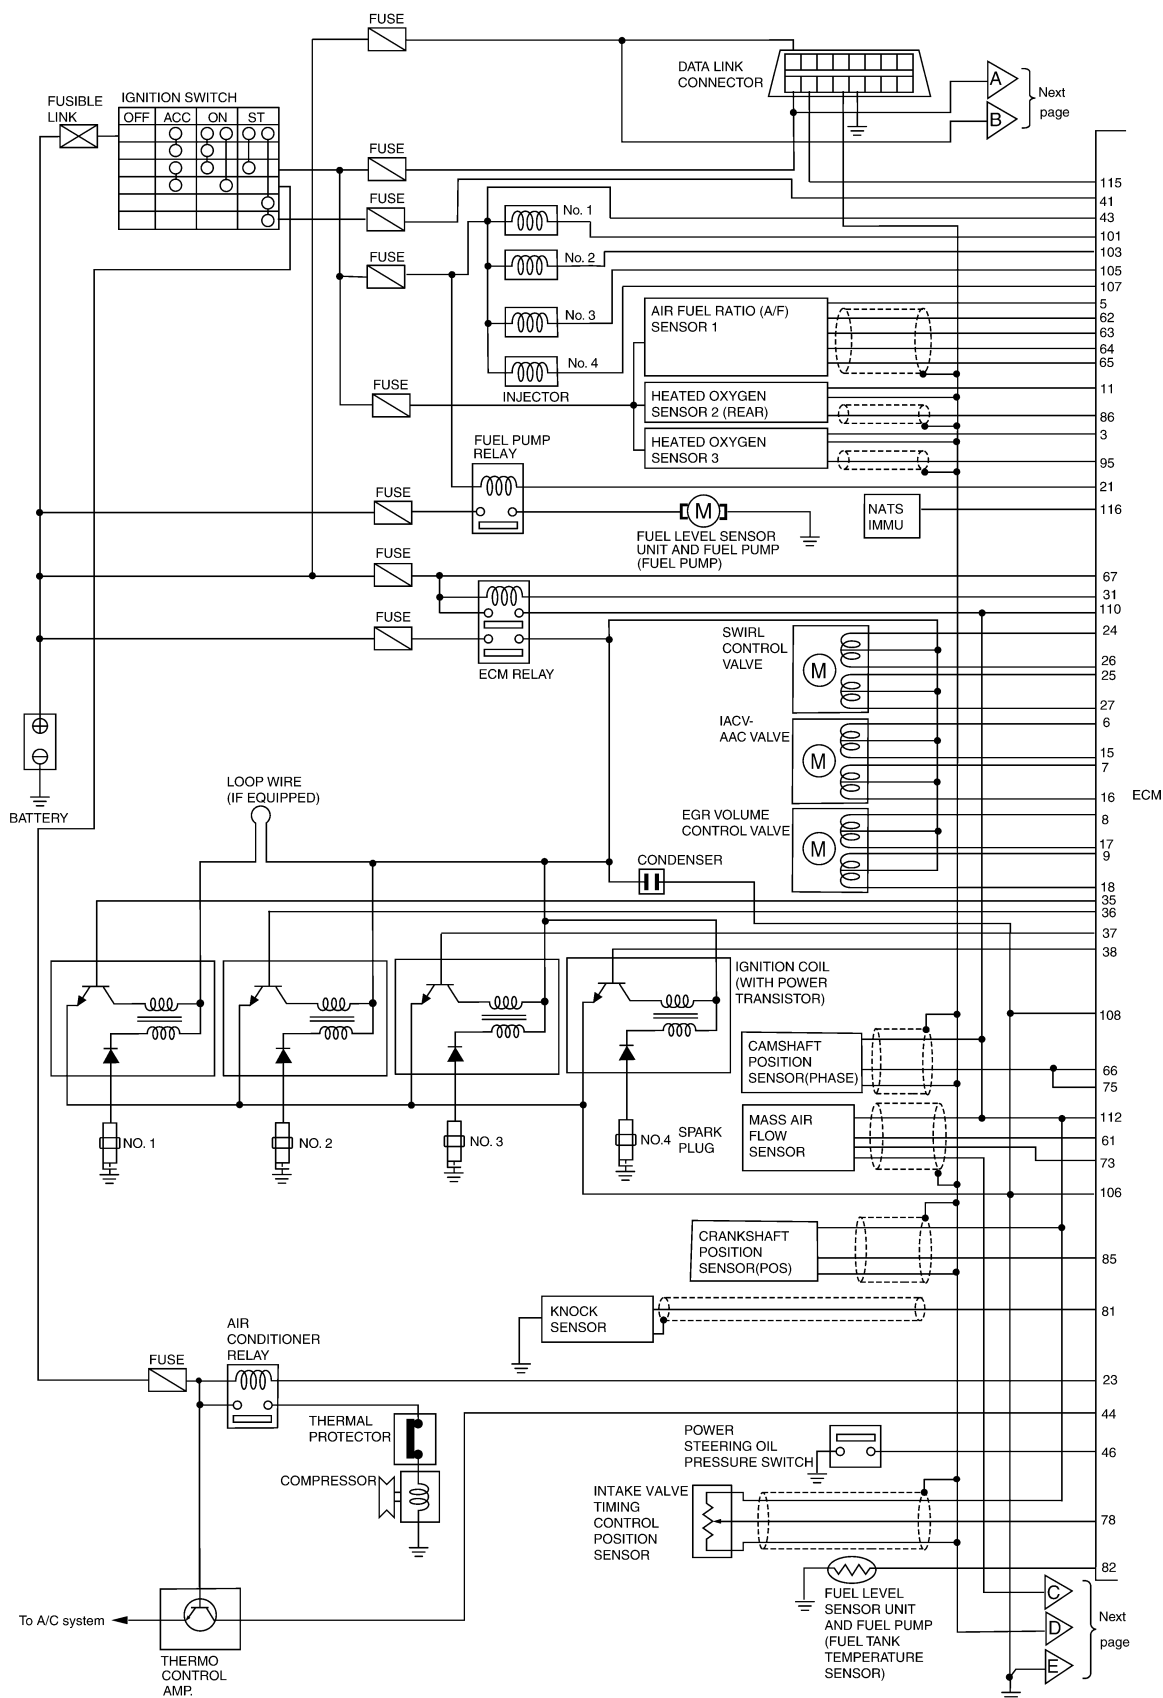 FUSE
DATA LINK
CONNECTOR
A
B
Next
page
FUSIBLE
LINK
IGNITION SWITCH
OFF ACC ON ST
FUSE
FUSE
FUSE
No. 1
No. 2
No. 3
No. 4
INJECTOR
115
41
43
101
103
105
107
5
62
63
64
65
11
86
3
95
21
116
AIR FUEL RATIO (A/F)
SENSOR 1
FUSE
HEATED OXYGEN
SENSOR 2 (REAR)
HEATED OXYGEN
SENSOR 3
FUEL PUMP
RELAY
FUSE
M
FUEL LEVEL SENSOR
UNIT AND FUEL PUMP
(FUEL PUMP)
NATS
IMMU
FUSE
FUSE
ECM RELAY
67
31
110
24
26
25
27
6
15
7
16
8
17
9
18
35
36
37
38
ECM
SWIRL
CONTROL
VALVE
M
IACV-
AAC VALVE
M
EGR VOLUME
CONTROL VALVE
M
BATTERY
LOOP WIRE
(IF EQUIPPED)
CONDENSER
IGNITION COIL
(WITH POWER
TRANSISTOR)
108
66
75
112
61
73
106
85
81
23
44
46
78
82
CAMSHAFT
POSITION
SENSOR(PHASE)
MASS AIR
FLOW
SENSOR
NO. 1
NO. 2
NO. 3
NO.4
SPARK
PLUG
CRANKSHAFT
POSITION
SENSOR(POS)
KNOCK
SENSOR
AIR
CONDITIONER
RELAY
FUSE
THERMAL
PROTECTOR
COMPRESSOR
POWER
STEERING OIL
PRESSURE SWITCH
INTAKE VALVE
TIMING
CONTROL
POSITION
SENSOR
FUEL LEVEL
SENSOR UNIT
AND FUEL PUMP
(FUEL TANK
TEMPERATURE
SENSOR)
C
D
E
Next
page
To A/C system
THERMO
CONTROL
AMP.